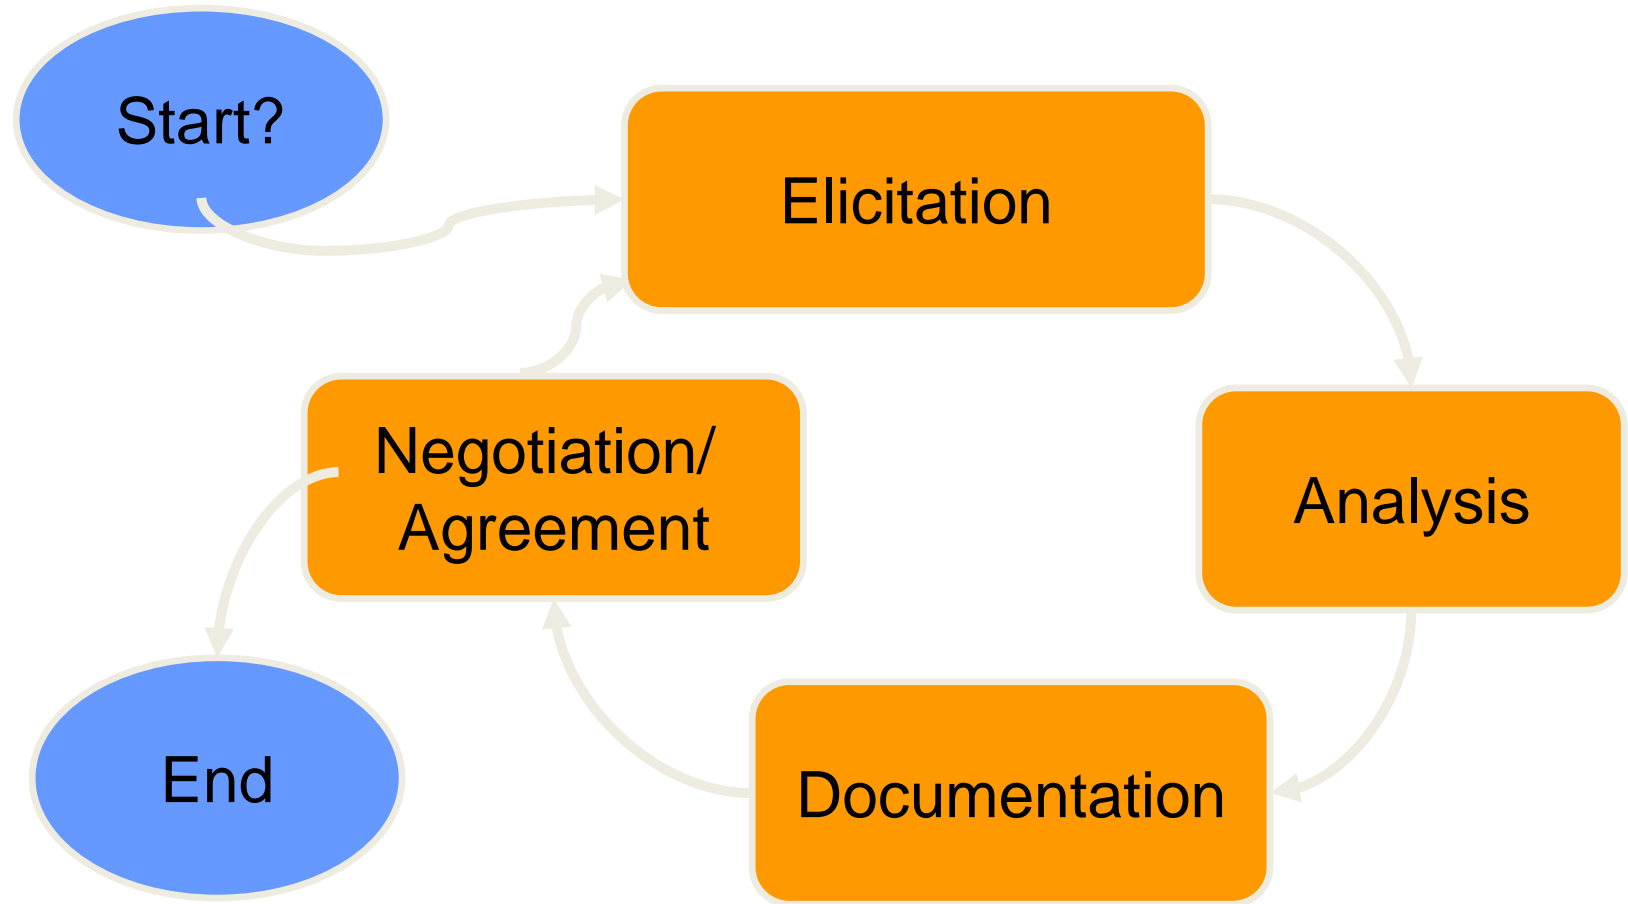 Start?
Elicitation
Analysis
Documentation
Negotiation/
Agreement
End